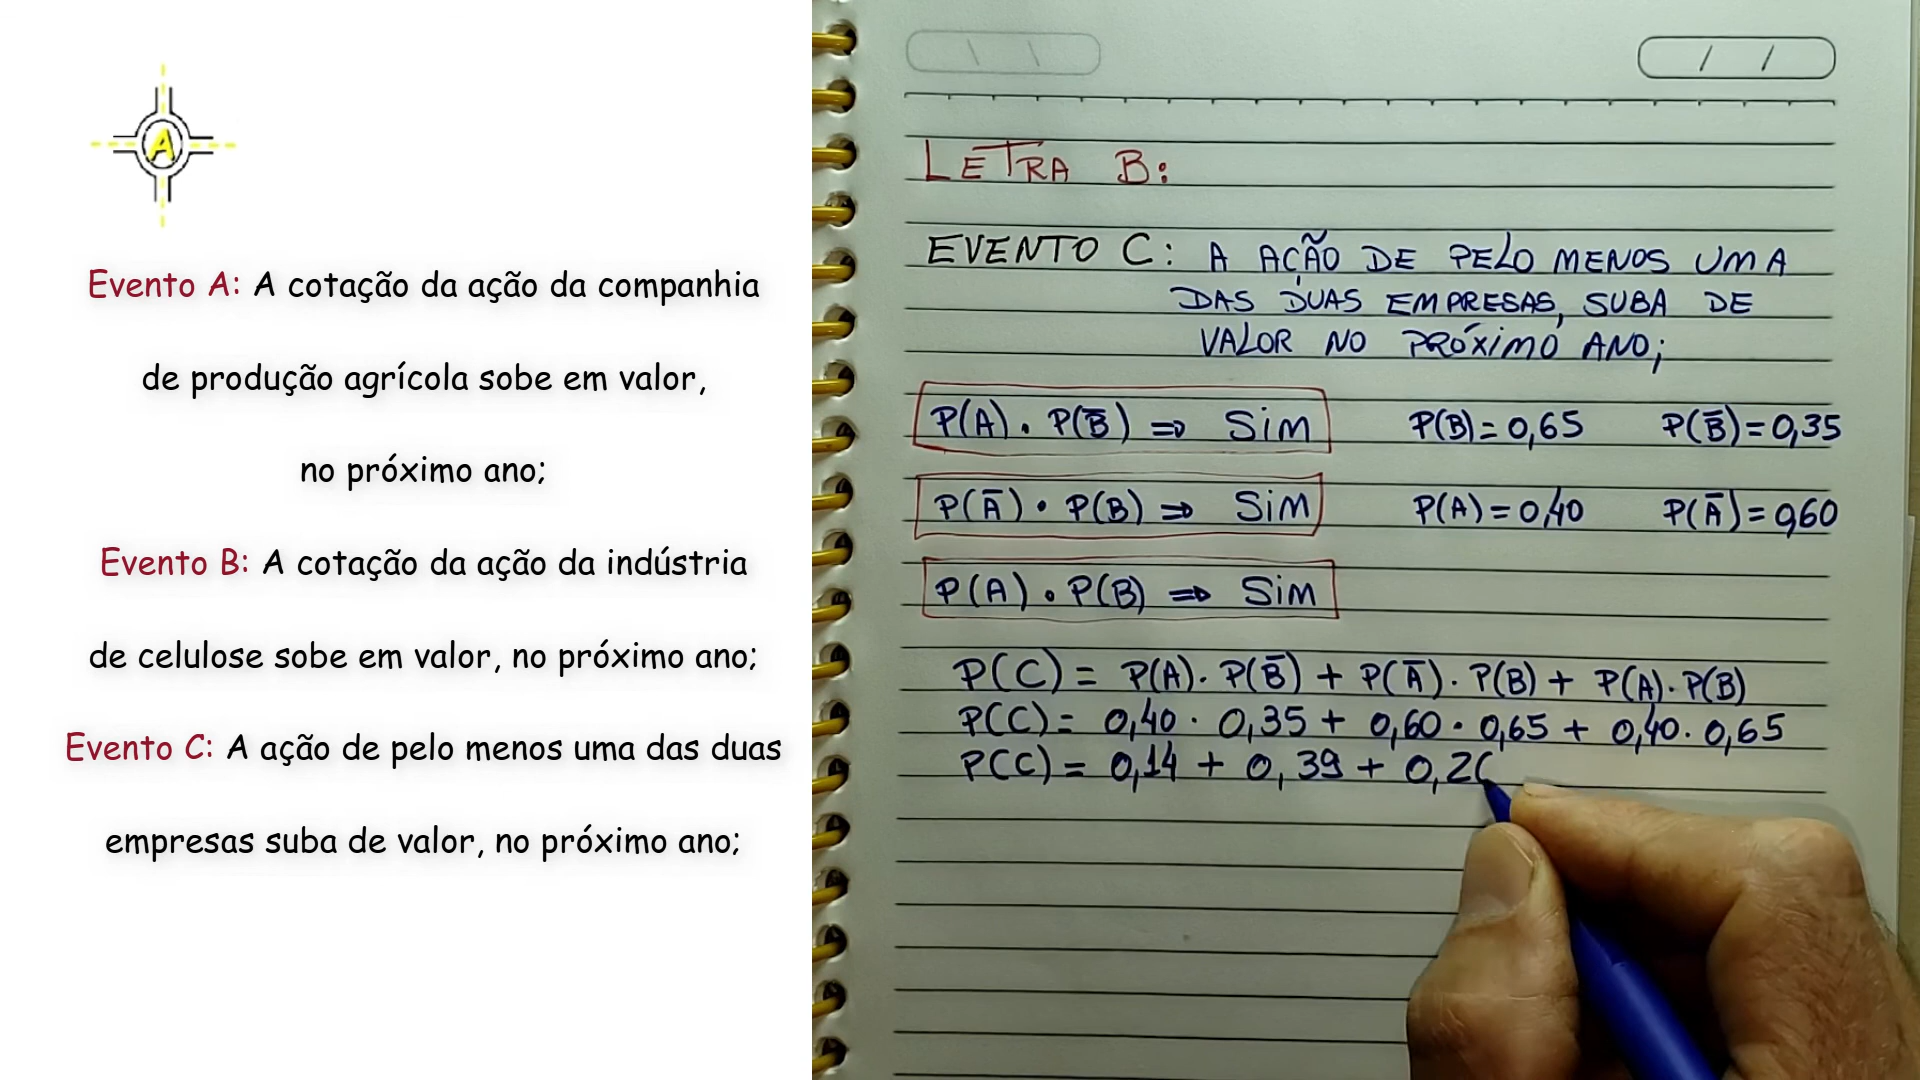 A
Evento A: A cotação da ação da companhia
de produção agrícola sobe em valor,
no próximo ano;
Evento B: A cotação da ação da indústria
de celulose sobe em valor, no próximo ano;
Evento C: A ação de pelo menos uma das duas
empresas suba de valor, no próximo ano;
/ /
LETRA B:
EVENTO C: A AÇÃO DE PELO MENOS UMA
DAS DUAS EMPRESAS, SUBA DE
VALOR NO PRÓXIMO ANO;
P(A) . P(B̅) ⇒ Sim P(B) = 0,65 P(B̅) = 0,35
P(A̅) · P(B) ⇒ SiM P(A) = 0,40 P(A̅) = 0,60
P(A) . P(B) ⇒ Sim
P(C) = P(A) . P(B̅) + P(A̅) . P(B) + P(A) . P(B)
P(C) = 0,40 · 0,35 + 0,60 · 0,65 + 0,40 . 0,65
P(C) = 0,14 + 0,39 + 0,2